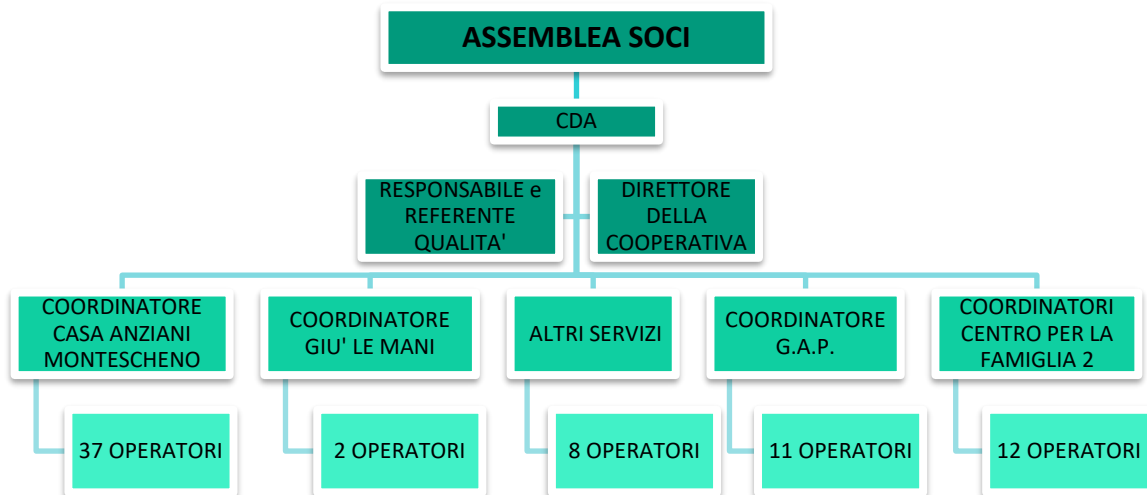 ASSEMBLEA SOCI
CDA
RESPONSABILE e
REFERENTE
QUALITA'
DIRETTORE
DELLA
COOPERATIVA
COORDINATORE
CASA ANZIANI
MONTESCHENO
COORDINATORE
GIU' LE MANI
ALTRI SERVIZI
COORDINATORE
G.A.P.
COORDINATORI
CENTRO PER LA
FAMIGLIA 2
37 OPERATORI
2 OPERATORI
8 OPERATORI
11 OPERATORI
12 OPERATORI